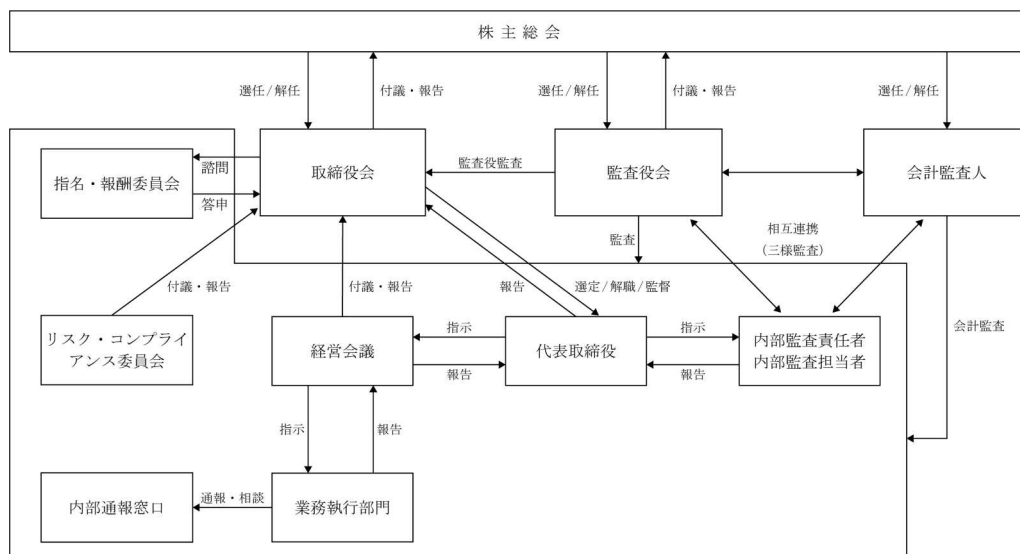 株主総会
選任/解任
付議・報告
選任/解任
付議・報告
選任/解任
指名・報酬委員会
諮問
答申
取締役会
監査役監査
監査役会
会計監査人
監査
相互連携
(三様監査)
付議・報告
付議・報告
報告
選定/解職/監督
会計監査
リスク・コンプライ
アンス委員会
経営会議
指示
報告
代表取締役
指示
報告
内部監査責任者
内部監査担当者
指示
報告
内部通報窓口
通報・相談
業務執行部門